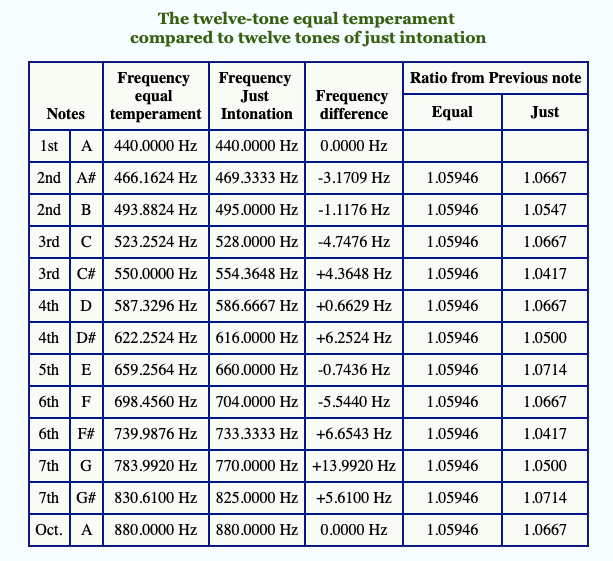 The twelve-tone equal temperament
compared to twelve tones of just intonation
Notes Frequency equal temperament Frequency Just Intonation Frequency difference Ratio from Previous note
Equal Just
1st A 440.0000 Hz 440.0000 Hz 0.0000 Hz
2nd A# 466.1624 Hz 469.3333 Hz -3.1709 Hz 1.05946 1.0667
2nd B 493.8824 Hz 495.0000 Hz -1.1176 Hz 1.05946 1.0547
3rd C 523.2524 Hz 528.0000 Hz -4.7476 Hz 1.05946 1.0667
3rd C# 550.0000 Hz 554.3648 Hz +4.3648 Hz 1.05946 1.0417
4th D 587.3296 Hz 586.6667 Hz +0.6629 Hz 1.05946 1.0667
4th D# 622.2524 Hz 616.0000 Hz +6.2524 Hz 1.05946 1.0500
5th E 659.2564 Hz 660.0000 Hz -0.7436 Hz 1.05946 1.0714
6th F 698.4560 Hz 704.0000 Hz -5.5440 Hz 1.05946 1.0667
6th F# 739.9876 Hz 733.3333 Hz +6.6543 Hz 1.05946 1.0417
7th G 783.9920 Hz 770.0000 Hz +13.9920 Hz 1.05946 1.0500
7th G# 830.6100 Hz 825.0000 Hz +5.6100 Hz 1.05946 1.0714
Oct. A 880.0000 Hz 880.0000 Hz 0.0000 Hz 1.05946 1.0667